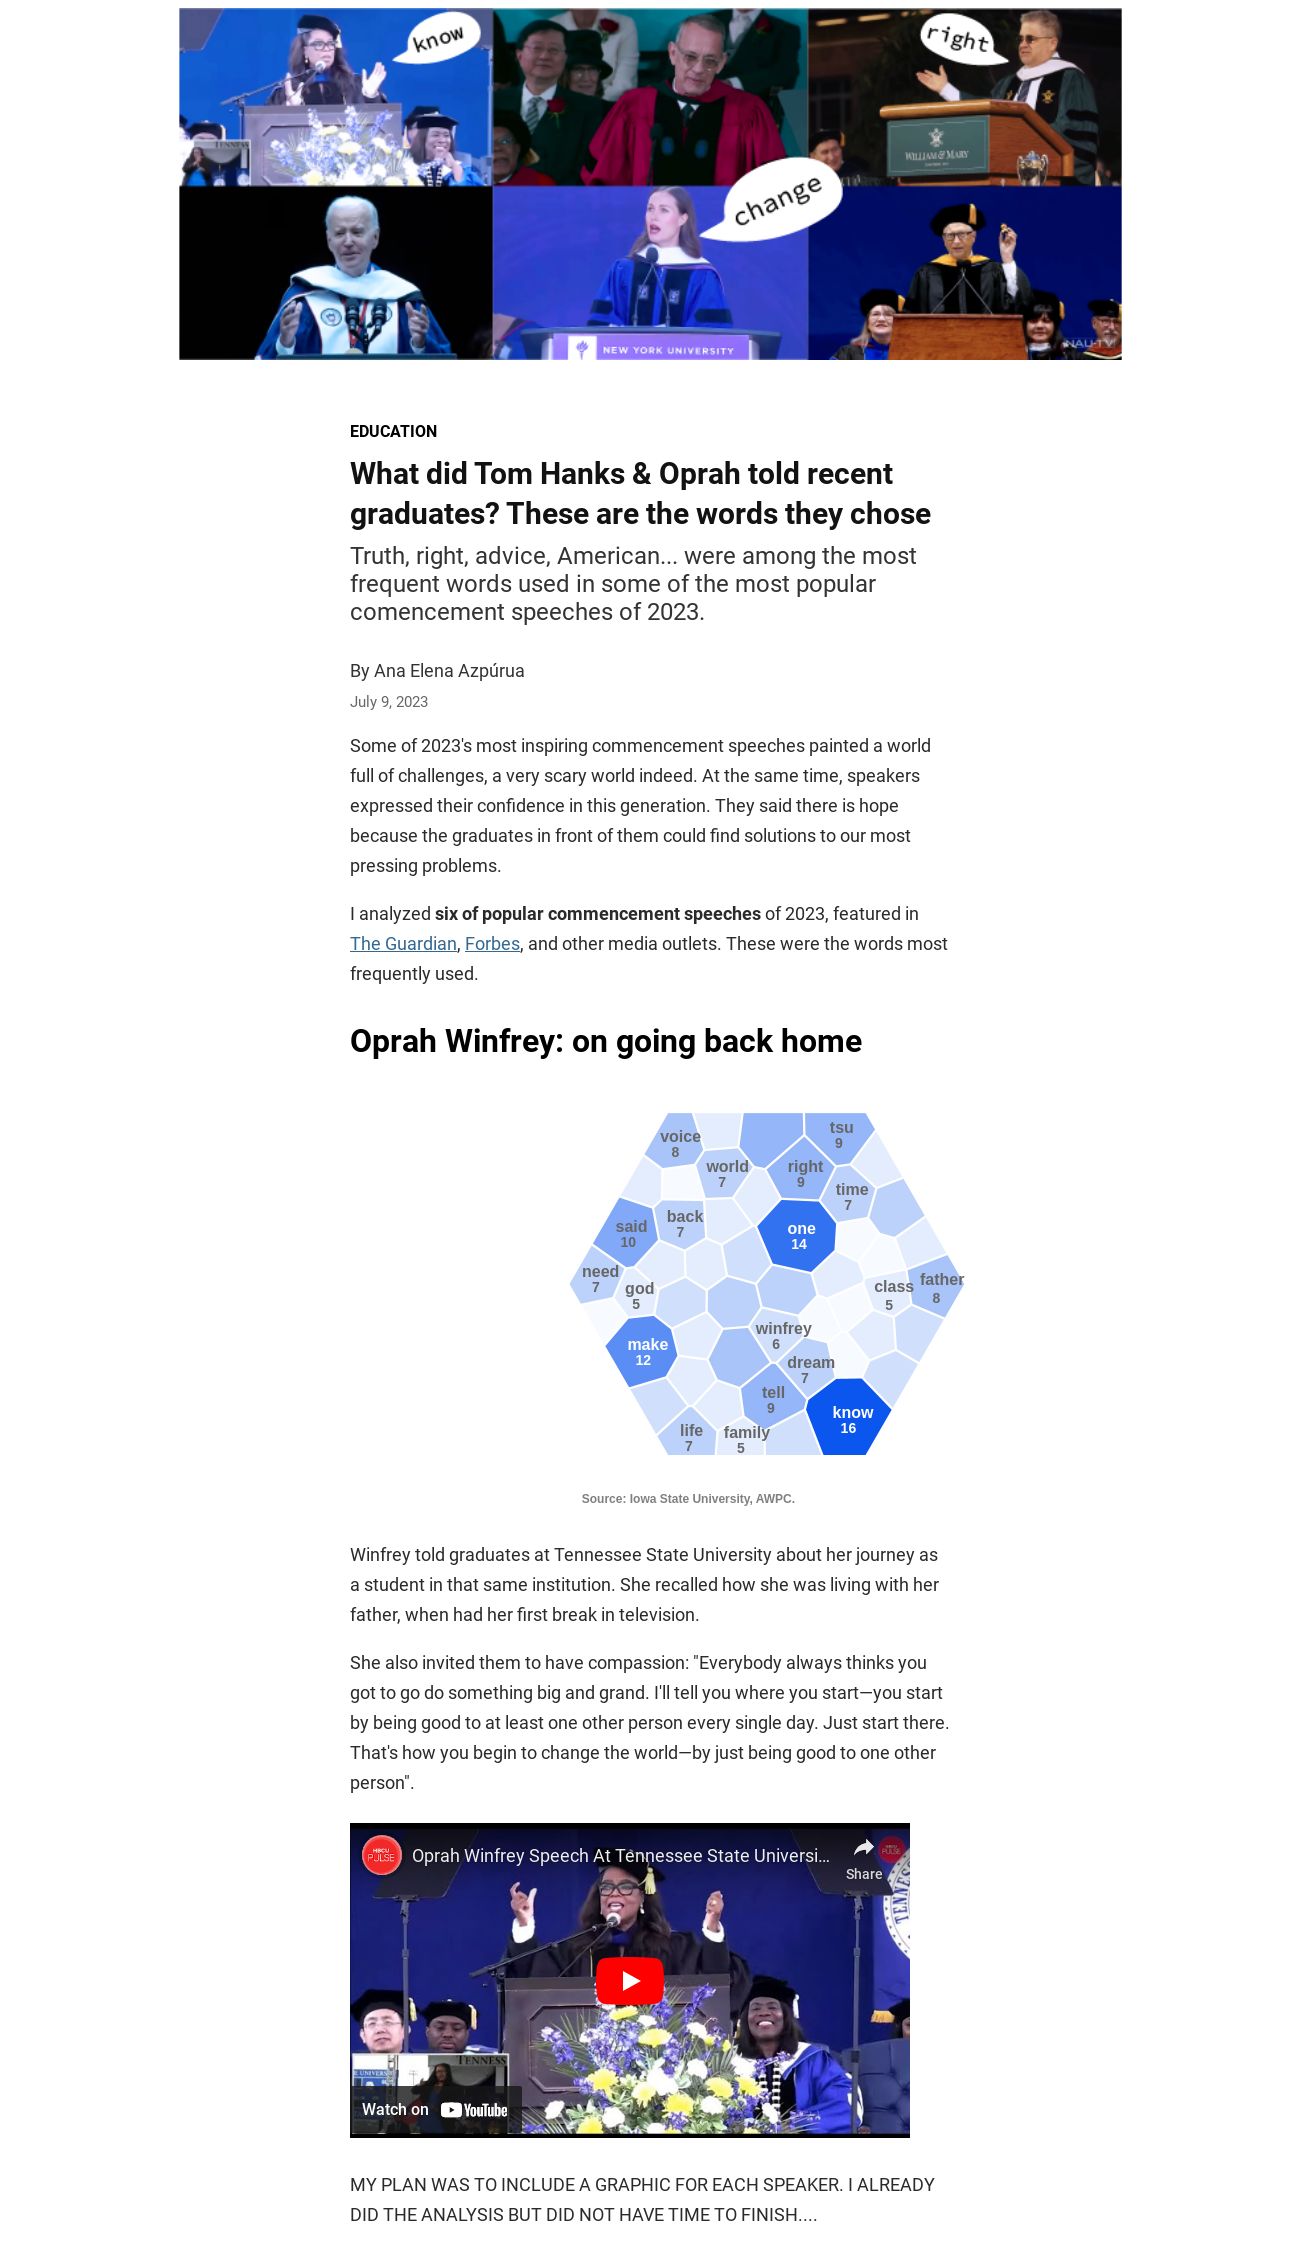 know
right
TENNESS
WILLIAM & MARY
change
NEW YORK UNIVERSITY
NAU-TV
EDUCATION
What did Tom Hanks & Oprah told recent
graduates? These are the words they chose
Truth, right, advice, American... were among the most
frequent words used in some of the most popular
comencement speeches of 2023.
By Ana Elena Azpúrua
July 9, 2023
Some of 2023's most inspiring commencement speeches painted a world
full of challenges, a very scary world indeed. At the same time, speakers
expressed their confidence in this generation. They said there is hope
because the graduates in front of them could find solutions to our most
pressing problems.
I analyzed six of popular commencement speeches of 2023, featured in
The Guardian, Forbes, and other media outlets. These were the words most
frequently used.
Oprah Winfrey: on going back home
voice
8
tsu
9
world
7
right
9
time
7
said
10
back
7
one
14
need
7
god
5
class
5
father
8
make
12
winfrey
6
dream
7
tell
9
know
16
life
7
family
5
Source: Iowa State University, AWPC.
Winfrey told graduates at Tennessee State University about her journey as
a student in that same institution. She recalled how she was living with her
father, when had her first break in television.
She also invited them to have compassion: "Everybody always thinks you
got to go do something big and grand. I'll tell you where you start—you start
by being good to at least one other person every single day. Just start there.
That's how you begin to change the world—by just being good to one other
person".
HBCU
PULSE
Oprah Winfrey Speech At Tennessee State Universi...
Share
TENNES
TENNESS
E UNIVERS
Watch on YouTube
MY PLAN WAS TO INCLUDE A GRAPHIC FOR EACH SPEAKER. I ALREADY
DID THE ANALYSIS BUT DID NOT HAVE TIME TO FINISH....